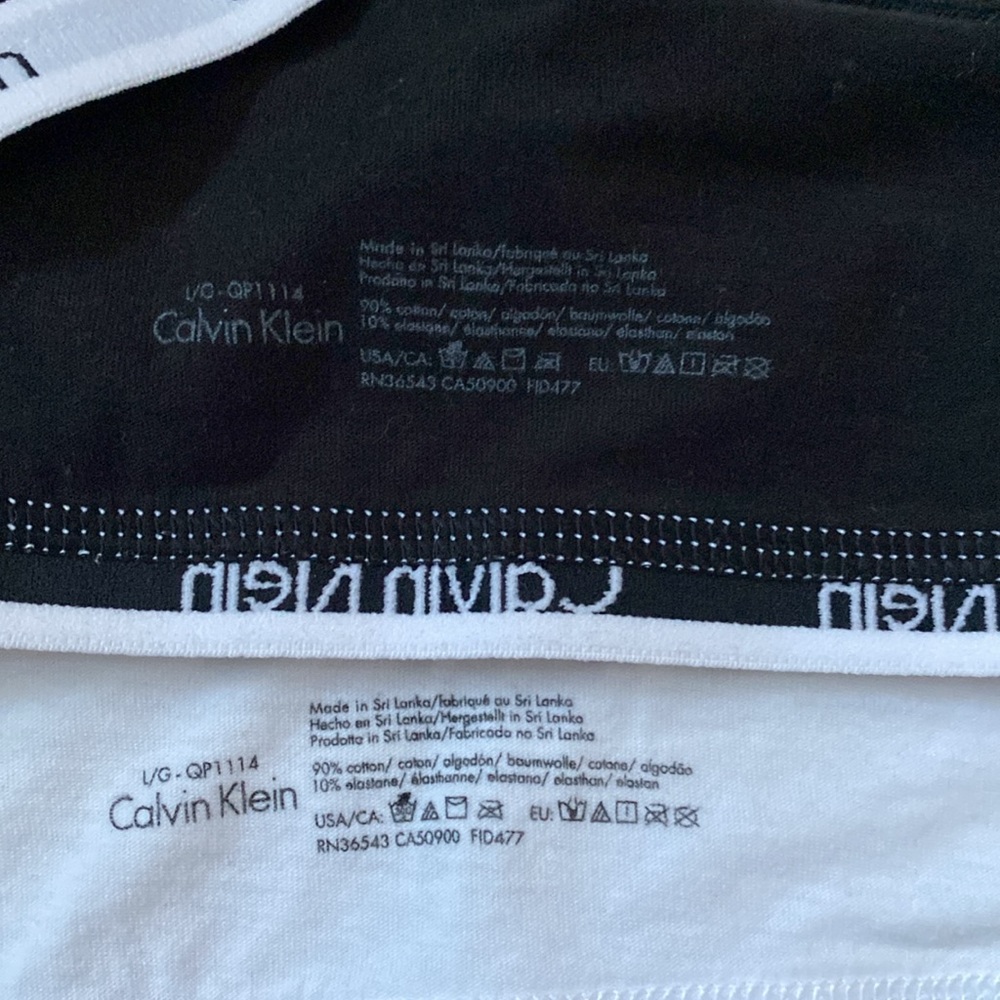 n
Made in Sri Lanka/fabriqué au Sri Lanka
Hecho en Sri Lanka/Hergestellt in Sri Lanka
Prodotto in Sri Lanka/Fabricado no Sri Lanka
L/G - QP1114
Calvin Klein
90% cotton/ coton/ algodón/ baumwolle/ cotone/ algodão
10% elastane/ élasthanne/ elastano/ elasthan/ elastan
USA/CA: EU:
RN36543 CA50900 FID477
Calvin Klein
Klein
Made in Sri Lanka/fabriqué au Sri Lanka
Hecho en Sri Lanka/Hergestellt in Sri Lanka
Prodotto in Sri Lanka/Fabricado no Sri Lanka
L/G - QP1114
Calvin Klein
90% cotton/ coton/ algodón/ baumwolle/ cotone/ algodão
10% elastane/ élasthanne/ elastano/ elasthan/ elastan
USA/CA: EU:
RN36543 CA50900 FID477